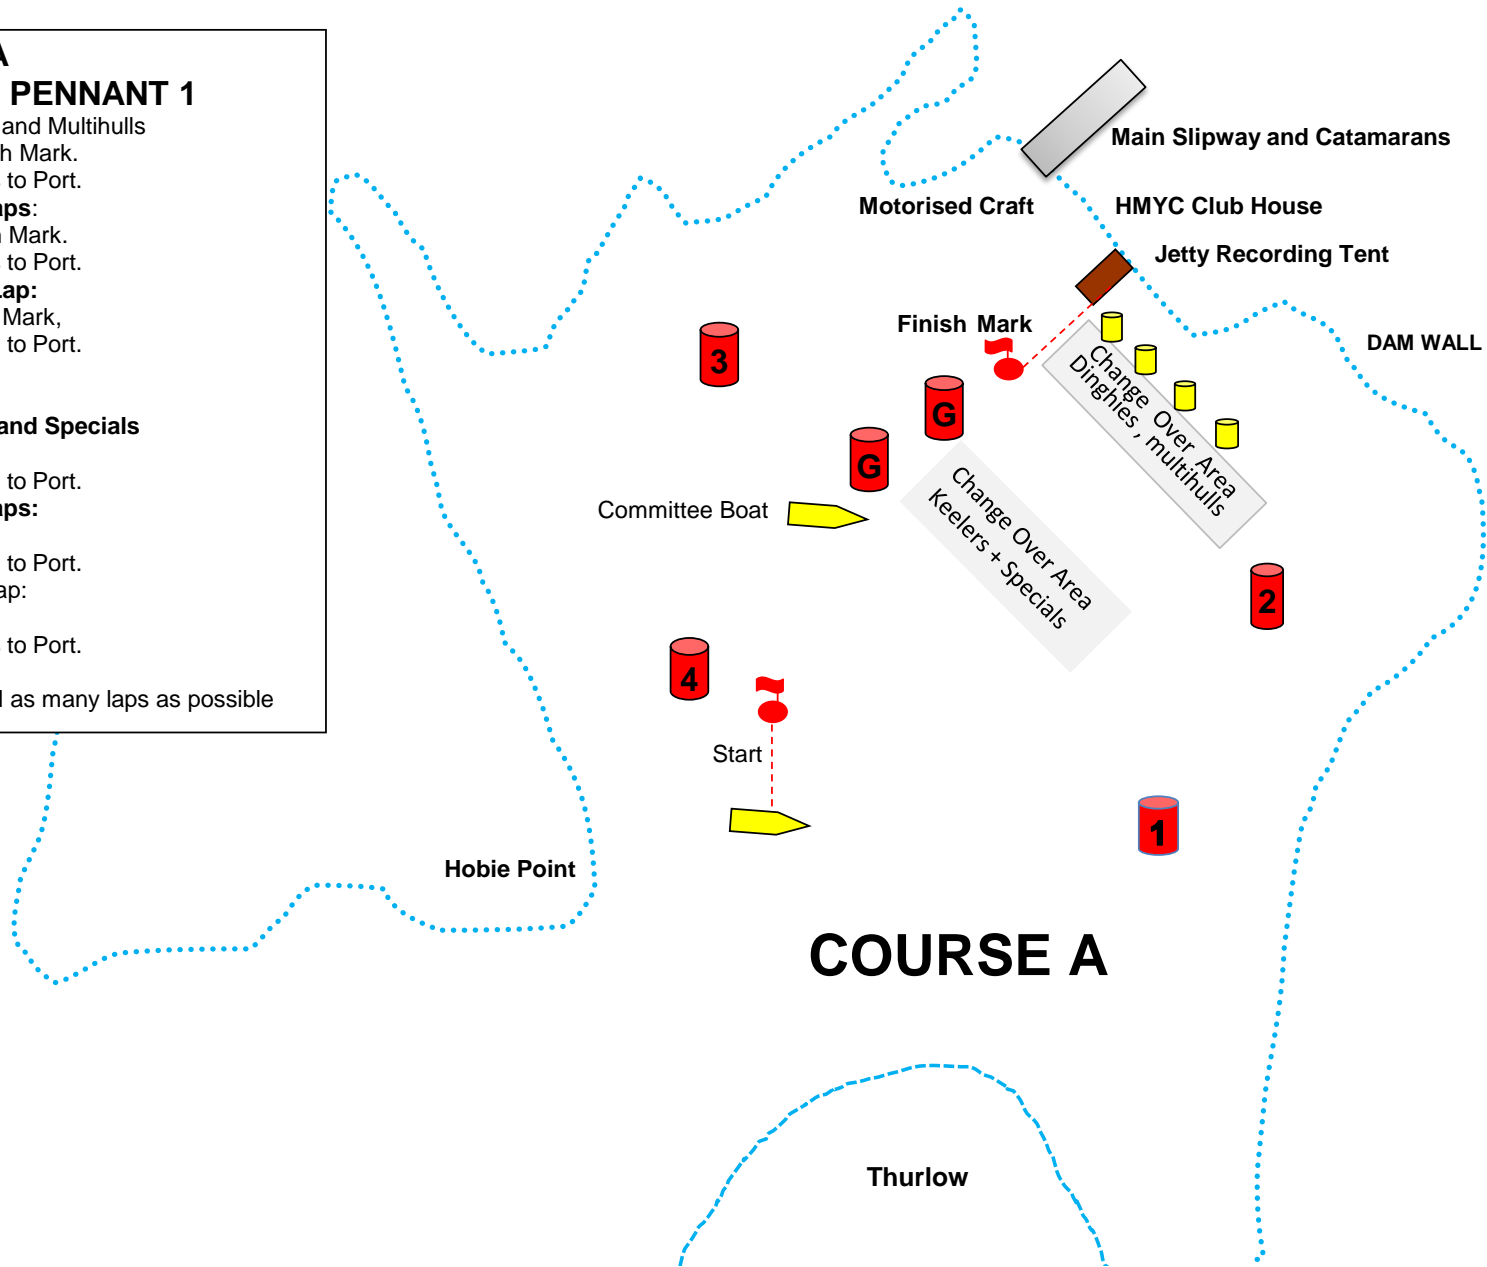 A
PENNANT 1
and Multihulls
h Mark.
to Port.
aps:
Mark.
to Port.
ap:
Mark,
to Port.
and Specials
to Port.
aps:
to Port.
ap:
to Port.
as many laps as possible
Main Slipway and Catamarans
Motorised Craft
HMYC Club House
Jetty Recording Tent
Finish Mark
DAM WALL
3
G
G
Change Over Area
Dinghies , multihulls
Change Over Area
Keelers + Specials
Committee Boat
2
4
Start
1
Hobie Point
COURSE A
Thurlow